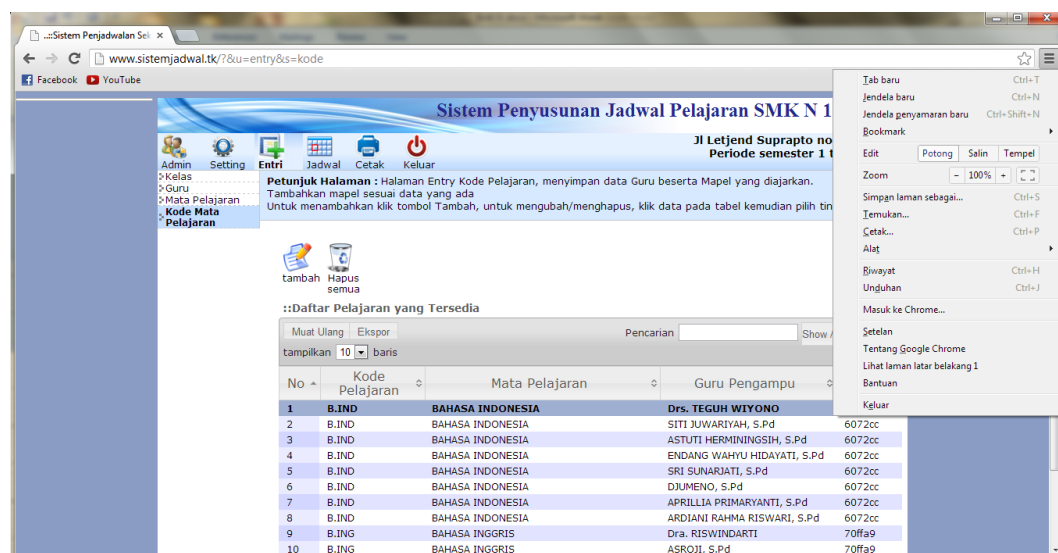 ..::Sistem Penjadwalan Sek
www.sistemjadwal.tk/?&u=entry&s=kode
Facebook YouTube
Sistem Penyusunan Jadwal Pelajaran SMK N 1
Jl Letjend Suprapto no
Periode semester 1 t
Admin Setting Entri Jadwal Cetak Keluar
Kelas
Guru
Mata Pelajaran
Kode Mata
Pelajaran
Petunjuk Halaman : Halaman Entry Kode Pelajaran, menyimpan data Guru beserta Mapel yang diajarkan.
Tambahkan mapel sesuai data yang ada
Untuk menambahkan klik tombol Tambah, untuk mengubah/menghapus, klik data pada tabel kemudian pilih tin
tambah Hapus
semua
::Daftar Pelajaran yang Tersedia
Muat Ulang Ekspor Pencarian Show
tampilkan 10 baris
No Kode Pelajaran Mata Pelajaran Guru Pengampu
1 B.IND BAHASA INDONESIA Drs. TEGUH WIYONO
2 B.IND BAHASA INDONESIA SITI JUWARIYAH, S.Pd 6072cc
3 B.IND BAHASA INDONESIA ASTUTI HERMININGSIH, S.Pd 6072cc
4 B.IND BAHASA INDONESIA ENDANG WAHYU HIDAYATI, S.Pd 6072cc
5 B.IND BAHASA INDONESIA SRI SUNARJATI, S.Pd 6072cc
6 B.IND BAHASA INDONESIA DJUMENO, S.Pd 6072cc
7 B.IND BAHASA INDONESIA APRILLIA PRIMARYANTI, S.Pd 6072cc
8 B.IND BAHASA INDONESIA ARDIANI RAHMA RISWARI, S.Pd 6072cc
9 B.ING BAHASA INGGRIS Dra. RISWINDARTI 70ffa9
10 B.ING BAHASA INGGRIS ASROJI, S.Pd 70ffa9
Tab baru Ctrl+T
Jendela baru Ctrl+N
Jendela penyamaran baru Ctrl+Shift+N
Bookmark
Edit Potong Salin Tempel
Zoom - 100% +
Simpan laman sebagai... Ctrl+S
Temukan... Ctrl+F
Cetak... Ctrl+P
Alat
Riwayat Ctrl+H
Unduhan Ctrl+J
Masuk ke Chrome...
Setelan
Tentang Google Chrome
Lihat laman latar belakang 1
Bantuan
Keluar